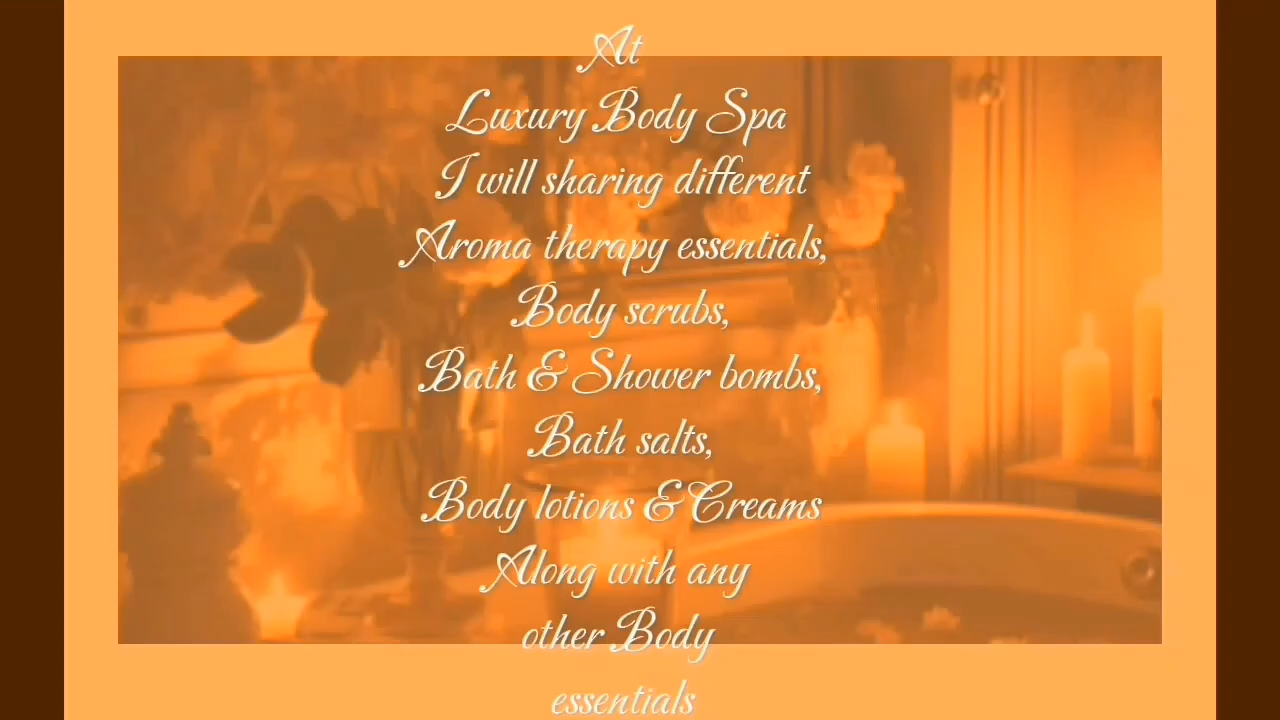 At
Luxury Body Spa
I will sharing different
Aroma therapy essentials,
Body scrubs,
Bath & Shower bombs,
Bath salts,
Body lotions & Creams
Along with any
other Body
essentials